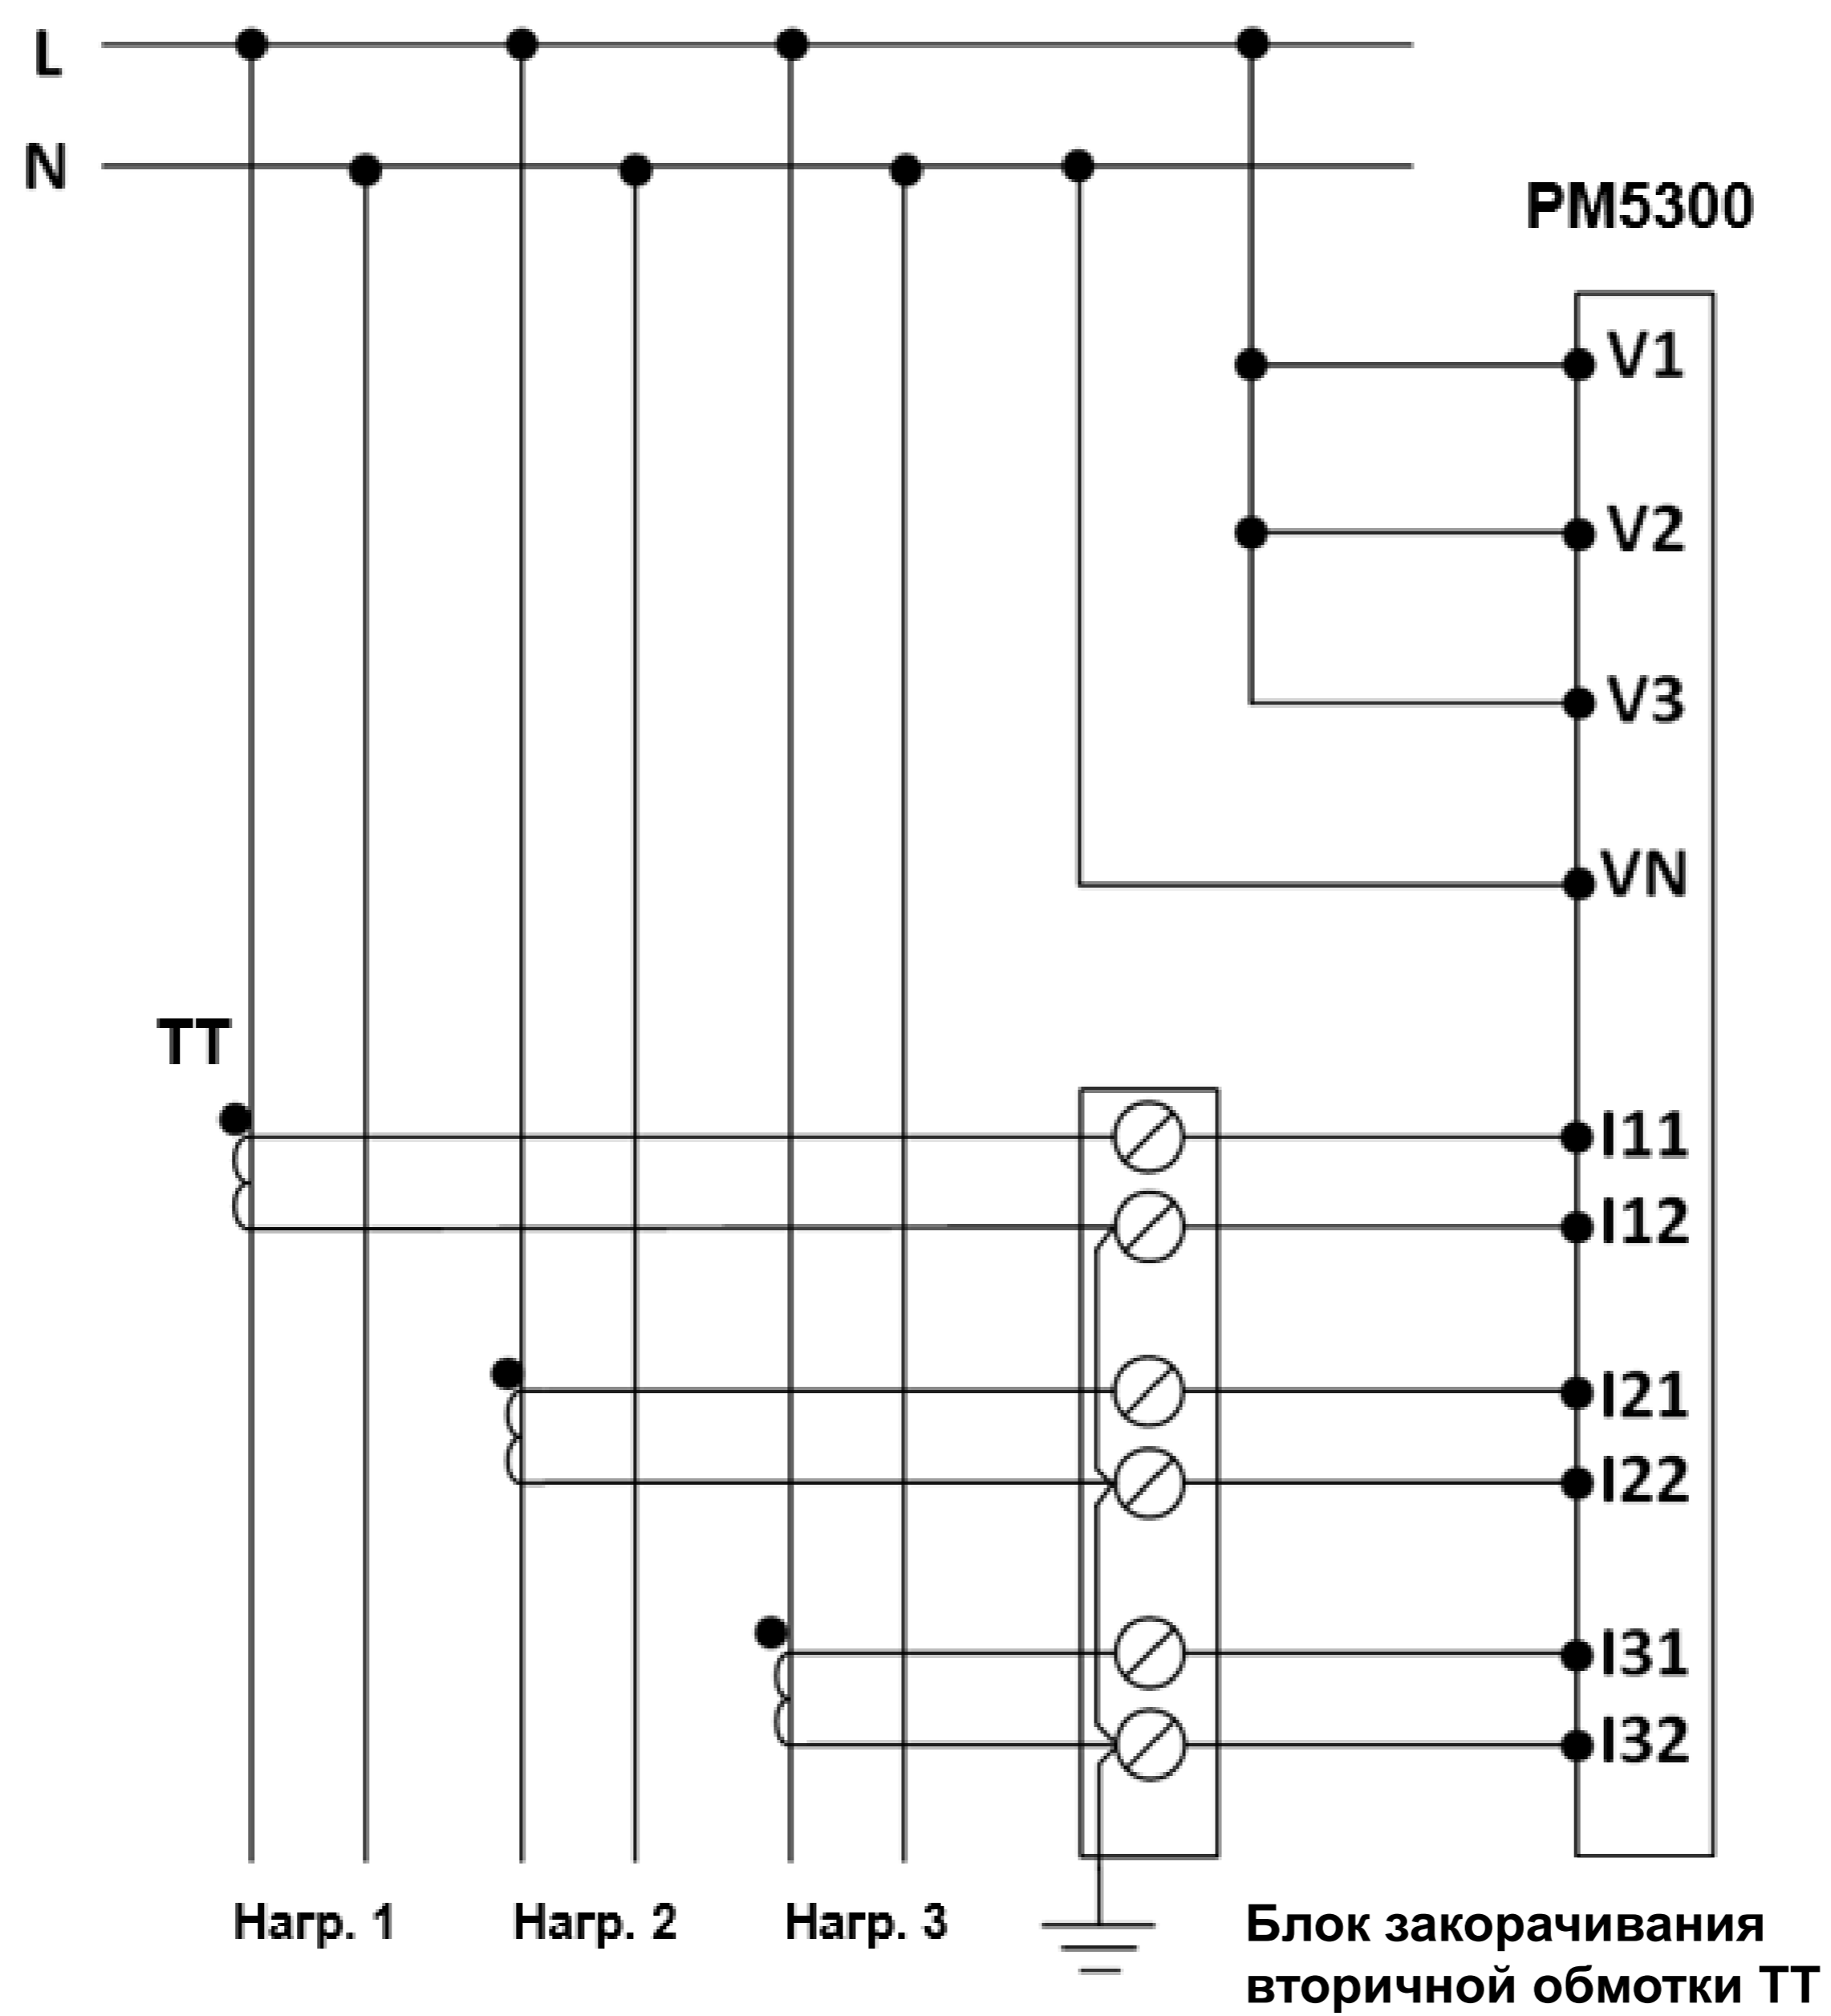 L
N
PM5300
V1
V2
V3
VN
ТТ
I11
I12
I21
I22
I31
I32
Нагр. 1
Нагр. 2
Нагр. 3
Блок закорачивания
вторичной обмотки ТТ